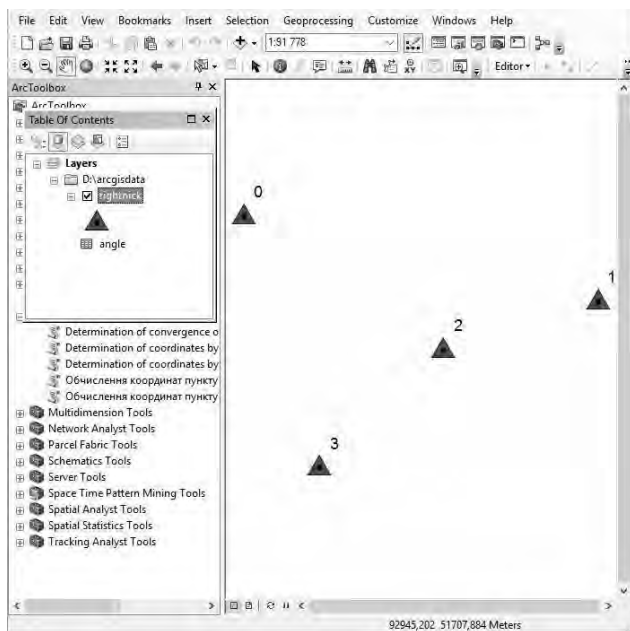 File Edit View Bookmarks Insert Selection Geoprocessing Customize Windows Help
1:91 778
Editor
ArcToolbox
ArcToolbox
Table Of Contents
Layers
D:\arcgisdata
rightnick
angle
0
1
2
3
Determination of convergence o
Determination of coordinates by
Determination of coordinates by
Обчислення координат пункту
Обчислення координат пункту
Multidimension Tools
Network Analyst Tools
Parcel Fabric Tools
Schematics Tools
Server Tools
Space Time Pattern Mining Tools
Spatial Analyst Tools
Spatial Statistics Tools
Tracking Analyst Tools
92945,202 51707,884 Meters